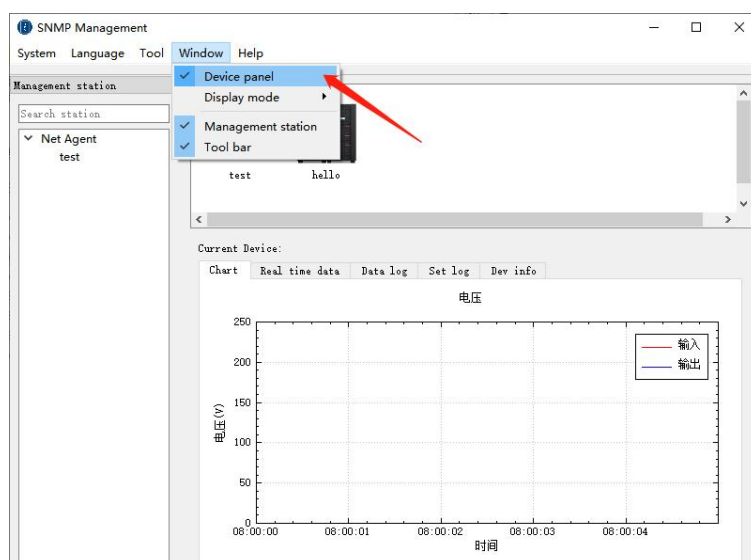 SNMP Management
System Language Tool Window Help
Device panel
Display mode
Management station
Tool bar
Management station
Search station
Net Agent
test
test hello
Current Device:
Chart Real time data Data log Set log Dev info
电压
输入
输出
电压(V)
250
200
150
100
50
0
08:00:00 08:00:01 08:00:02 08:00:03 08:00:04
时间